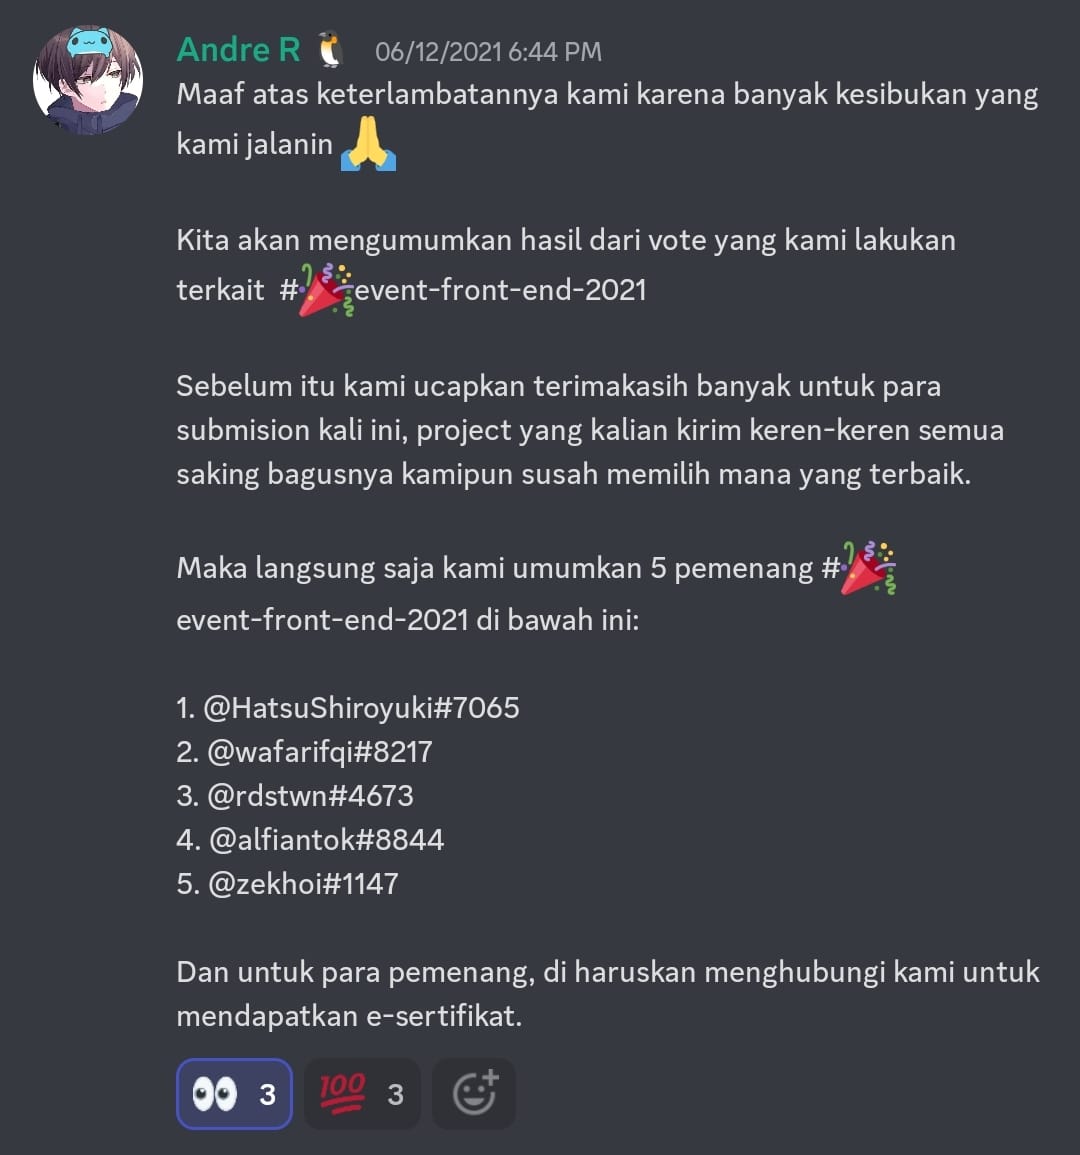 Andre R 🐧 06/12/2021 6:44 PM
Maaf atas keterlambatannya kami karena banyak kesibukan yang
kami jalanin 🙏
Kita akan mengumumkan hasil dari vote yang kami lakukan
terkait #🎉event-front-end-2021
Sebelum itu kami ucapkan terimakasih banyak untuk para
submision kali ini, project yang kalian kirim keren-keren semua
saking bagusnya kamipun susah memilih mana yang terbaik.
Maka langsung saja kami umumkan 5 pemenang #🎉
event-front-end-2021 di bawah ini:
1. @HatsuShiroyuki#7065
2. @wafarifqi#8217
3. @rdstwn#4673
4. @alfiantok#8844
5. @zekhoi#1147
Dan untuk para pemenang, di haruskan menghubungi kami untuk
mendapatkan e-sertifikat.
👀 3 💯 3